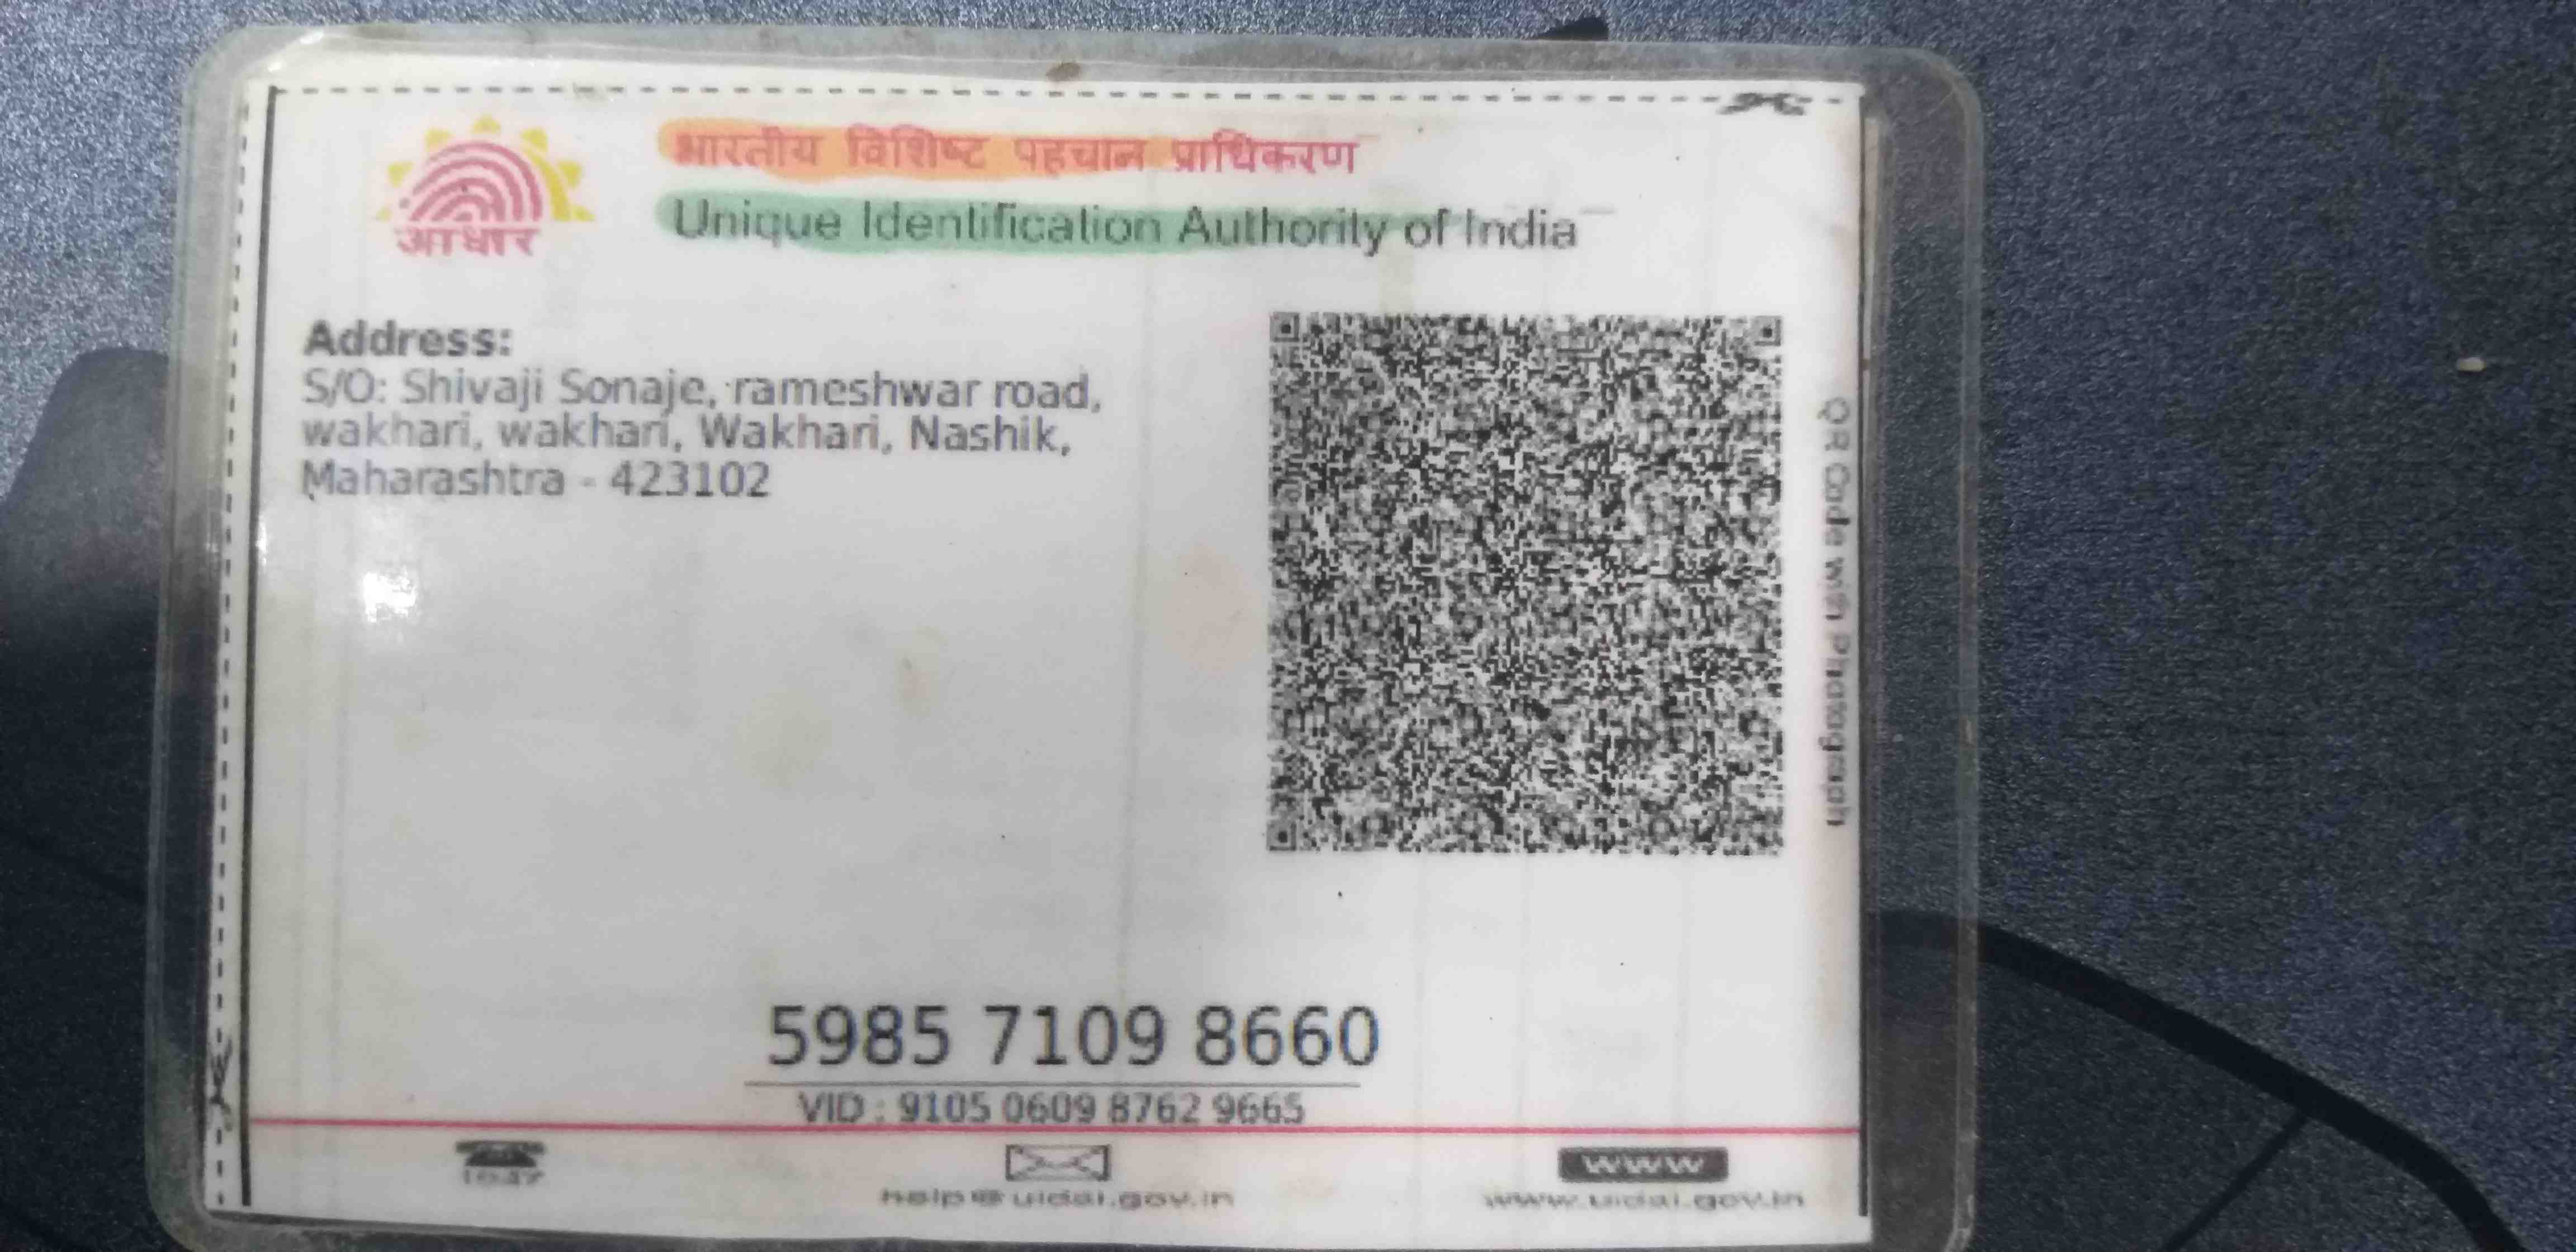 भारतीय विशिष्ट पहचान प्राधिकरण
Unique Identification Authority of India
आधार
Address:
S/O: Shivaji Sonaje, rameshwar road,
wakhari, wakhari, Wakhari, Nashik,
Maharashtra - 423102
QR Code with Photograph
5985 7109 8660
VID : 9105 0609 8762 9665
1947
help@uidai.gov.in
www
www.uidai.gov.in